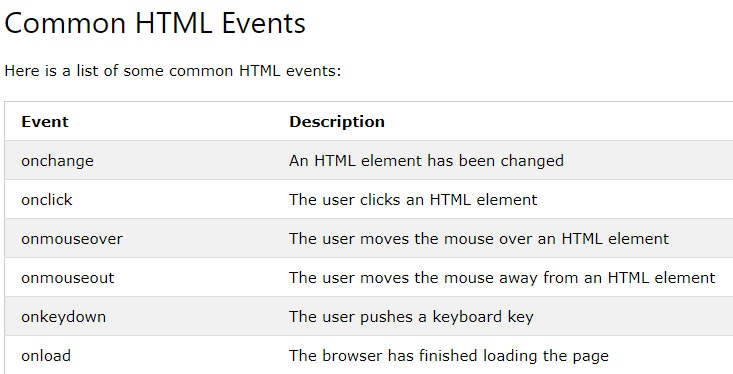 Common HTML Events
Here is a list of some common HTML events:
Event Description
onchange An HTML element has been changed
onclick The user clicks an HTML element
onmouseover The user moves the mouse over an HTML element
onmouseout The user moves the mouse away from an HTML element
onkeydown The user pushes a keyboard key
onload The browser has finished loading the page